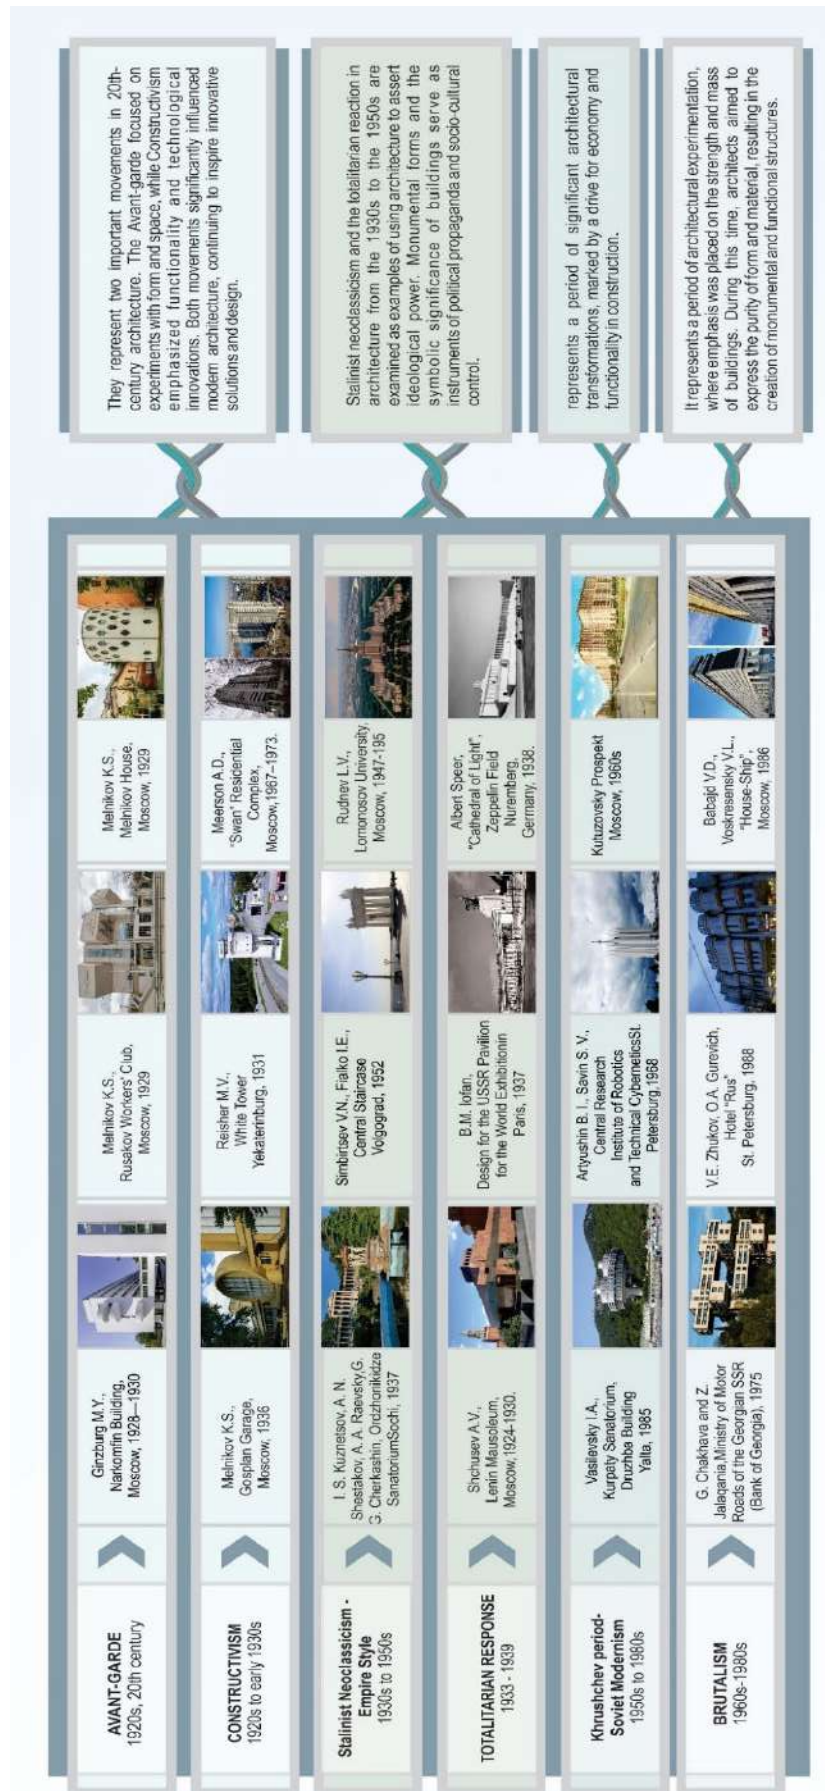 AVANT-GARDE
1920s, 20th century
Ginzburg M.Y.,
Narkomfin Building,
Moscow, 1928—1930
Melnikov K.S.,
Rusakov Workers' Club,
Moscow, 1929
Melnikov K.S.,
Melnikov House,
Moscow, 1929
They represent two important movements in 20th-
century architecture. The Avant-garde focused on
experiments with form and space, while Constructivism
emphasized functionality and technological
innovations. Both movements significantly influenced
modern architecture, continuing to inspire innovative
solutions and design.
CONSTRUCTIVISM
1920s to early 1930s
Melnikov K.S.,
Gosplan Garage,
Moscow, 1936
Reisher M.V.,
White Tower
Yekaterinburg, 1931
Meerson A.D.,
"Swan" Residential
Complex,
Moscow,1967–1973.
Stalinist Neoclassicism -
Empire Style
1930s to 1950s
I. S. Kuznetsov, A. N.
Shestakov, A. A. Raevsky,G.
G. Cherkashin, Ordzhonikidze
SanatoriumSochi, 1937
Simbirtsev V.N., Fialko I.E.,
Central Staircase
Volgograd, 1952
Rudnev L.V.,
Lomonosov University,
Moscow, 1947-195
Stalinist neoclassicism and the totalitarian reaction in
architecture from the 1930s to the 1950s are
examined as examples of using architecture to assert
ideological power. Monumental forms and the
symbolic significance of buildings serve as
instruments of political propaganda and socio-cultural
control.
TOTALITARIAN RESPONSE
1933 - 1939
Shchusev A.V.,
Lenin Mausoleum,
Moscow,1924-1930.
B.M. Iofan,
Design for the USSR Pavilion
for the World Exhibitionin
Paris, 1937
Albert Speer,
"Cathedral of Light",
Zeppelin Field
Nuremberg,
Germany, 1938.
Khrushchev period-
Soviet Modernism
1950s to 1980s
Vasilevsky I.A.,
Kurpaty Sanatorium,
Druzhba Building
Yalta, 1985
Artyushin B. I., Savin S. V.,
Central Research
Institute of Robotics
and Technical CyberneticsSt.
Petersburg,1968
Kutuzovsky Prospekt
Moscow, 1960s
represents a period of significant architectural
transformations, marked by a drive for economy and
functionality in construction.
BRUTALISM
1960s-1980s
G. Chakhava and Z.
Jalaqania,Ministry of Motor
Roads of the Georgian SSR
(Bank of Georgia), 1975
V.E. Zhukov, O.A. Gurevich,
Hotel "Rus"
St. Petersburg, 1988
Babajd V.D.,
Voskresensky V.L.,
"House-Ship",
Moscow, 1986
It represents a period of architectural experimentation,
where emphasis was placed on the strength and mass
of buildings. During this time, architects aimed to
express the purity of form and material, resulting in the
creation of monumental and functional structures.